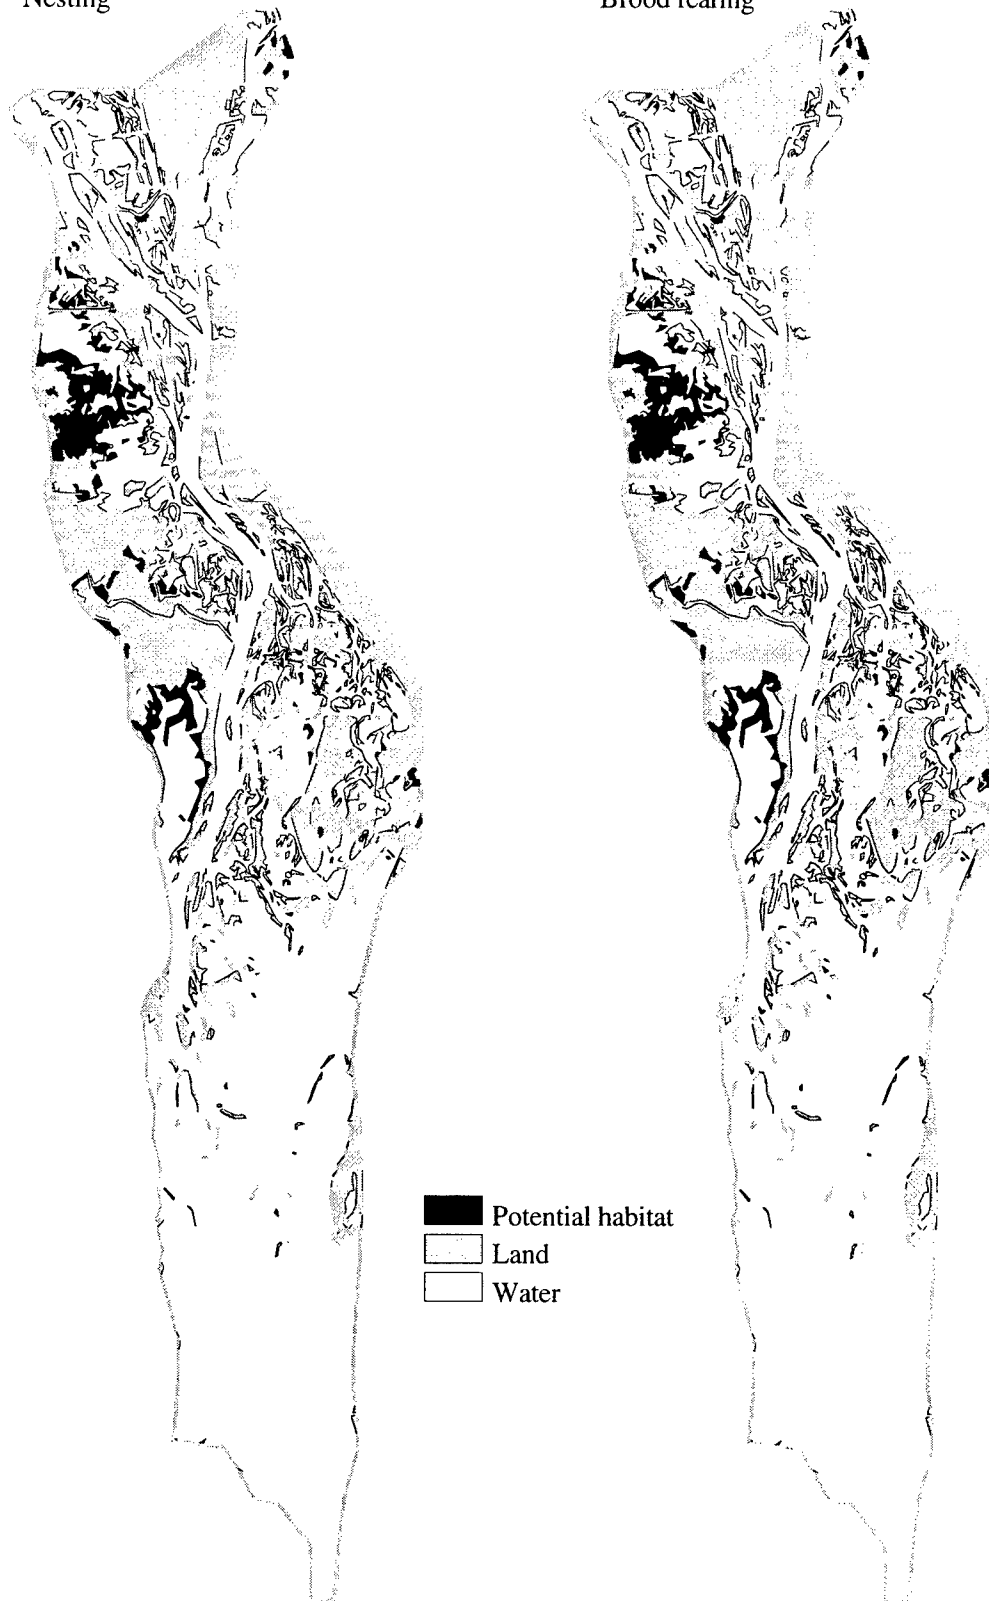 Nesting
Brood rearing
Potential habitat
Land
Water